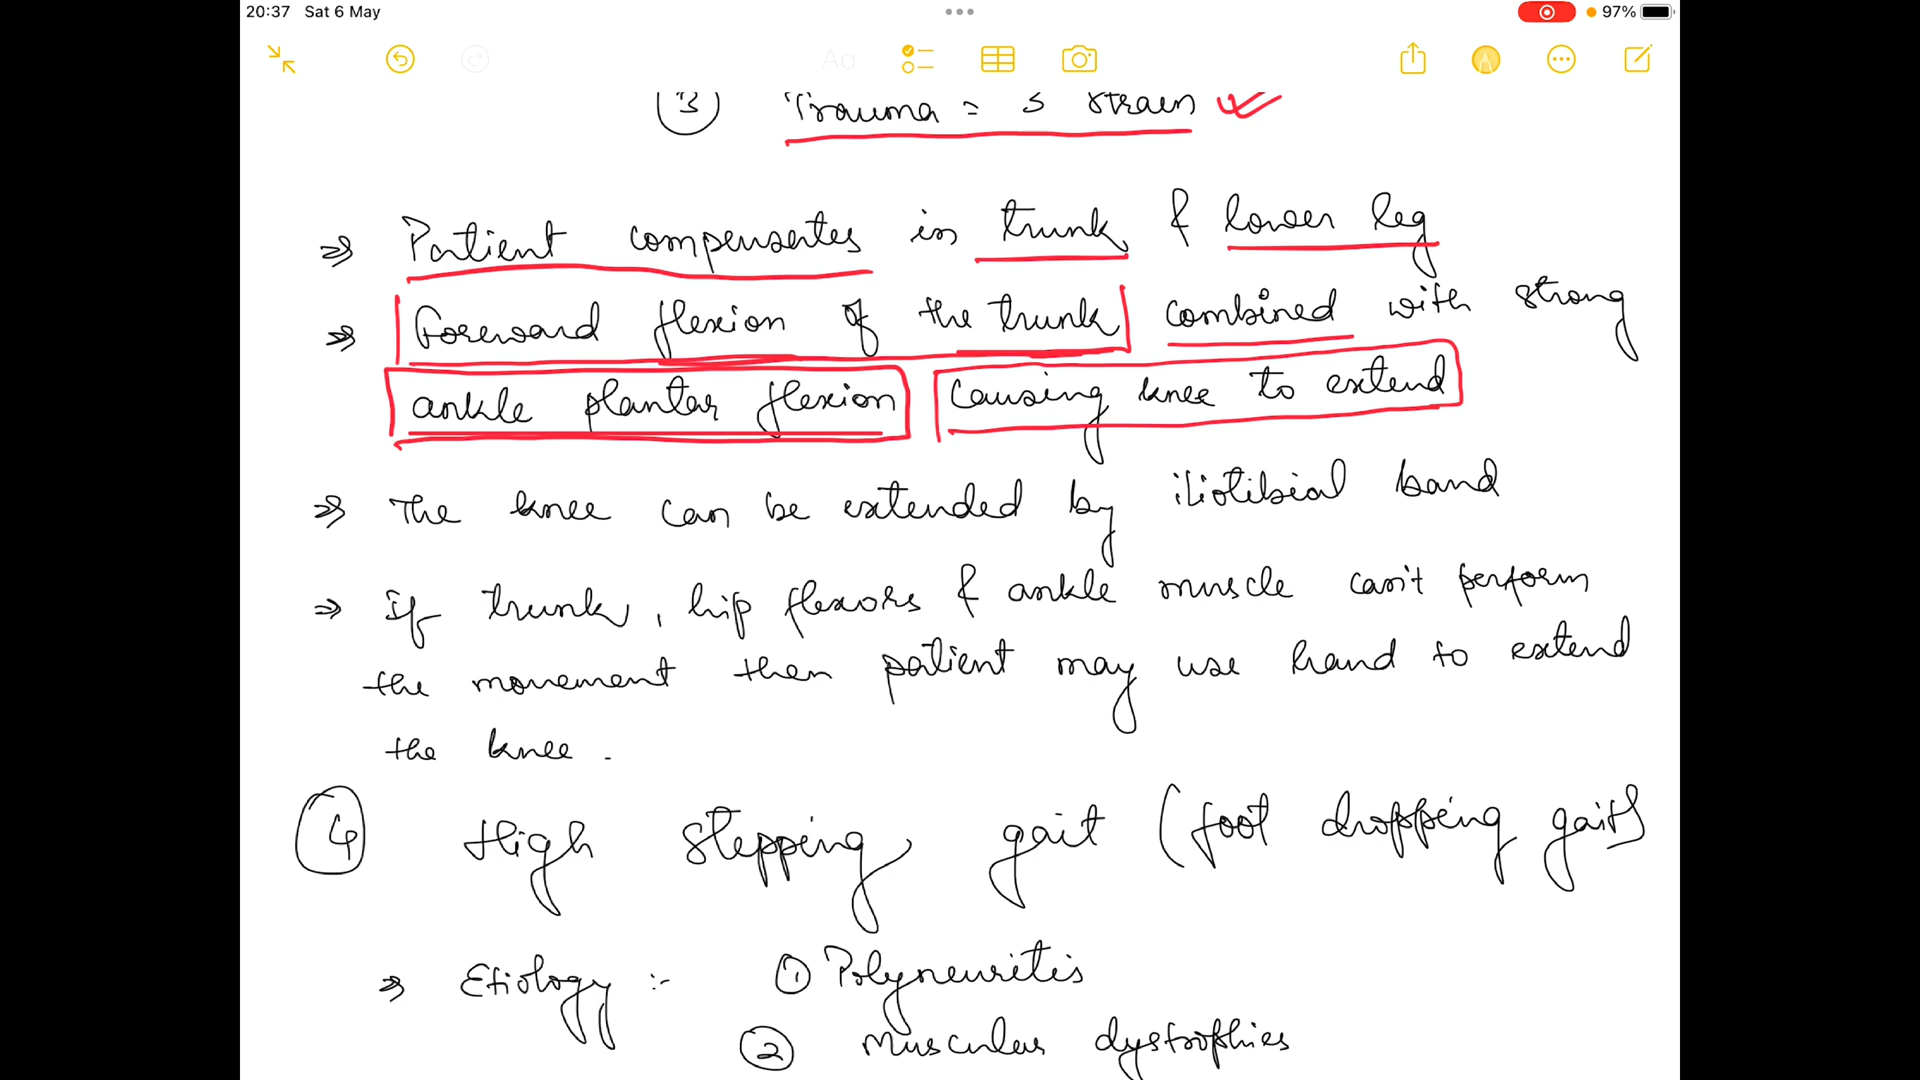 20:37 Sat 6 May
97%
Aa
3 Trauma = S strain
⇒ Patient compensates in trunk & lower leg
⇒ Foreward flexion of the trunk combined with strong
ankle plantar flexion causing knee to extend
⇒ The knee can be extended by iliotibial band
⇒ If trunk, hip flexors & ankle muscle can't perform
the movement then patient may use hand to extend
the knee.
4 High stepping gait (foot dropping gait)
⇒ Etiology :- 1 Polyneuritis
2 Muscular dystrophies